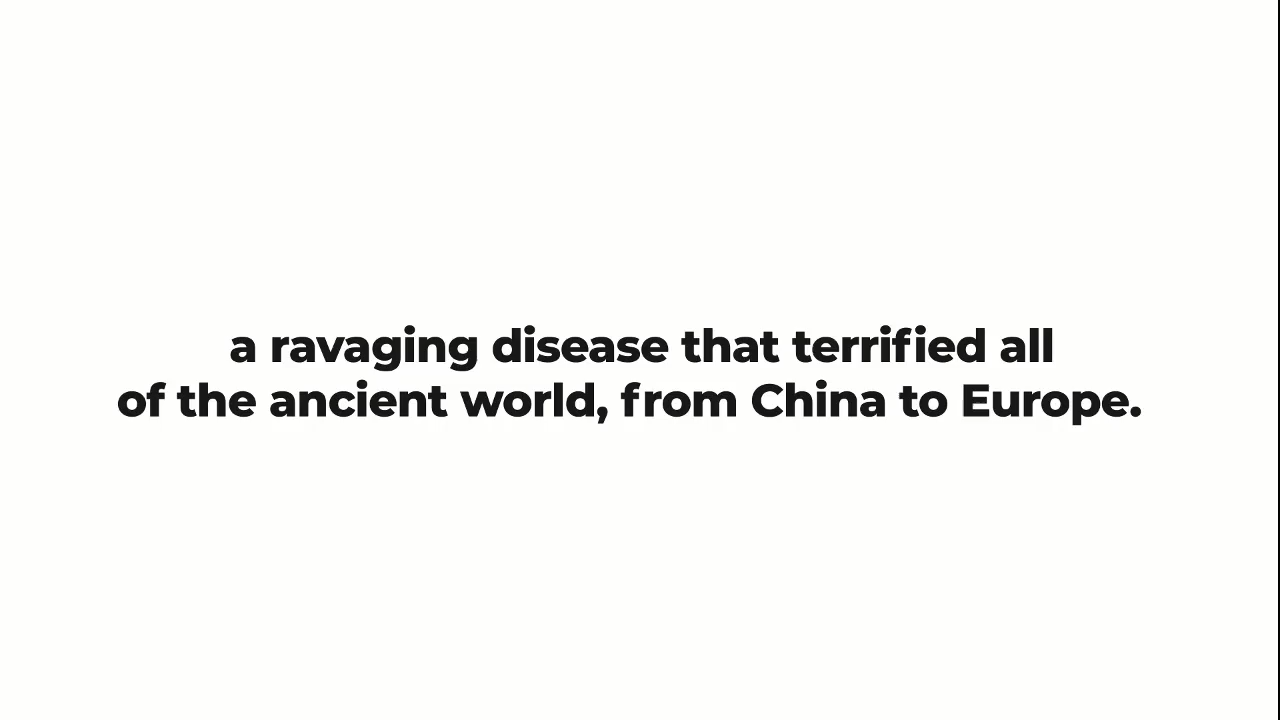 a ravaging disease that terrified all
of the ancient world, from China to Europe.